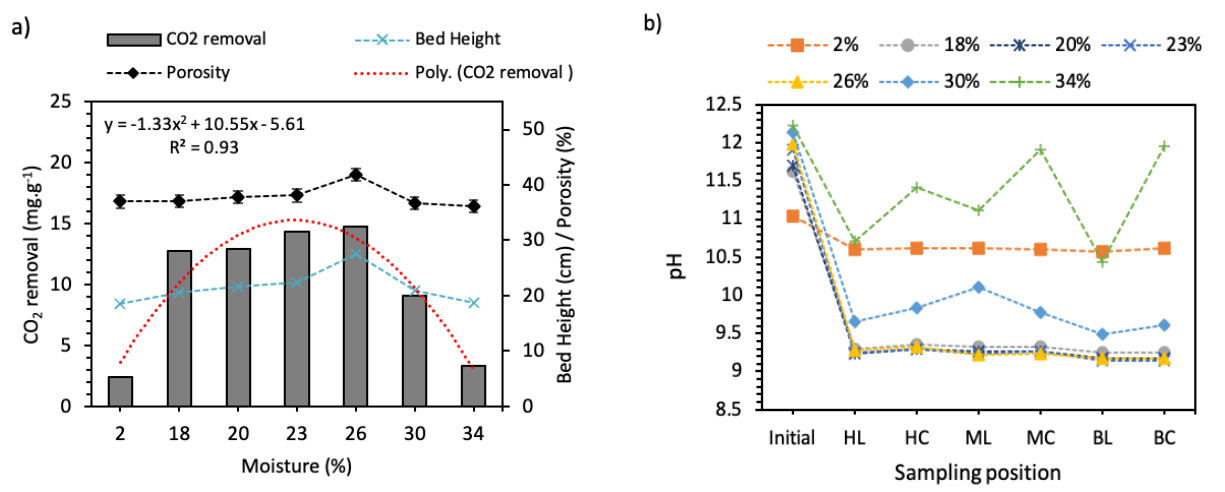 a)
CO2 removal
Bed Height
Porosity
Poly. (CO2 removal )
y = -1.33x² + 10.55x - 5.61
R² = 0.93
25
20
15
10
5
0
CO₂ removal (mg.g⁻¹)
50
40
30
20
10
0
Bed Height (cm) / Porosity (%)
2 18 20 23 26 30 34
Moisture (%)
b)
2% 18% 20% 23%
26% 30% 34%
12.5
12
11.5
11
10.5
10
9.5
9
8.5
pH
Initial HL HC ML MC BL BC
Sampling position